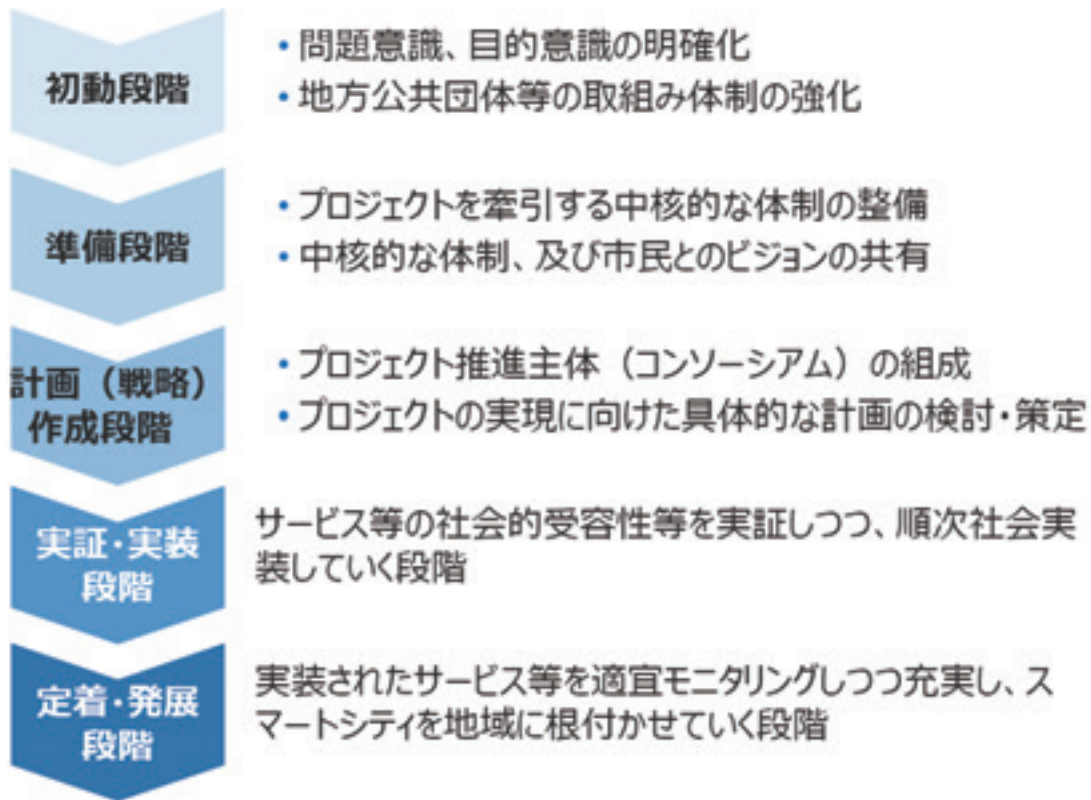 初動段階
・問題意識、目的意識の明確化
・地方公共団体等の取組み体制の強化
準備段階
・プロジェクトを牽引する中核的な体制の整備
・中核的な体制、及び市民とのビジョンの共有
計画（戦略）
作成段階
・プロジェクト推進主体（コンソーシアム）の組成
・プロジェクトの実現に向けた具体的な計画の検討・策定
実証・実装
段階
サービス等の社会的受容性等を実証しつつ、順次社会実
装していく段階
定着・発展
段階
実装されたサービス等を適宜モニタリングしつつ充実し、ス
マートシティを地域に根付かせていく段階